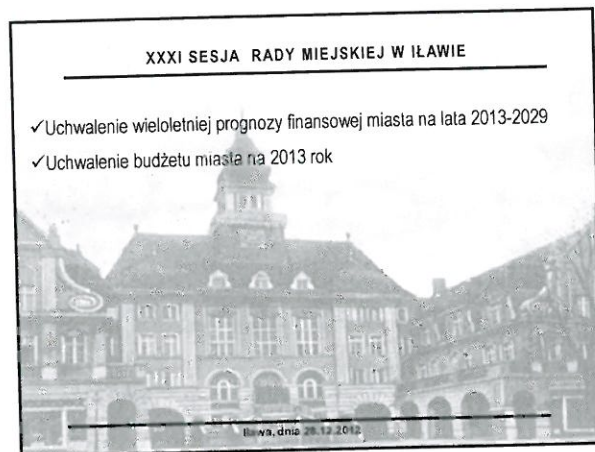 XXXI SESJA RADY MIEJSKIEJ W IŁAWIE
✓Uchwalenie wieloletniej prognozy finansowej miasta na lata 2013-2029
✓Uchwalenie budżetu miasta na 2013 rok
Iława, dnia 28.12.2012